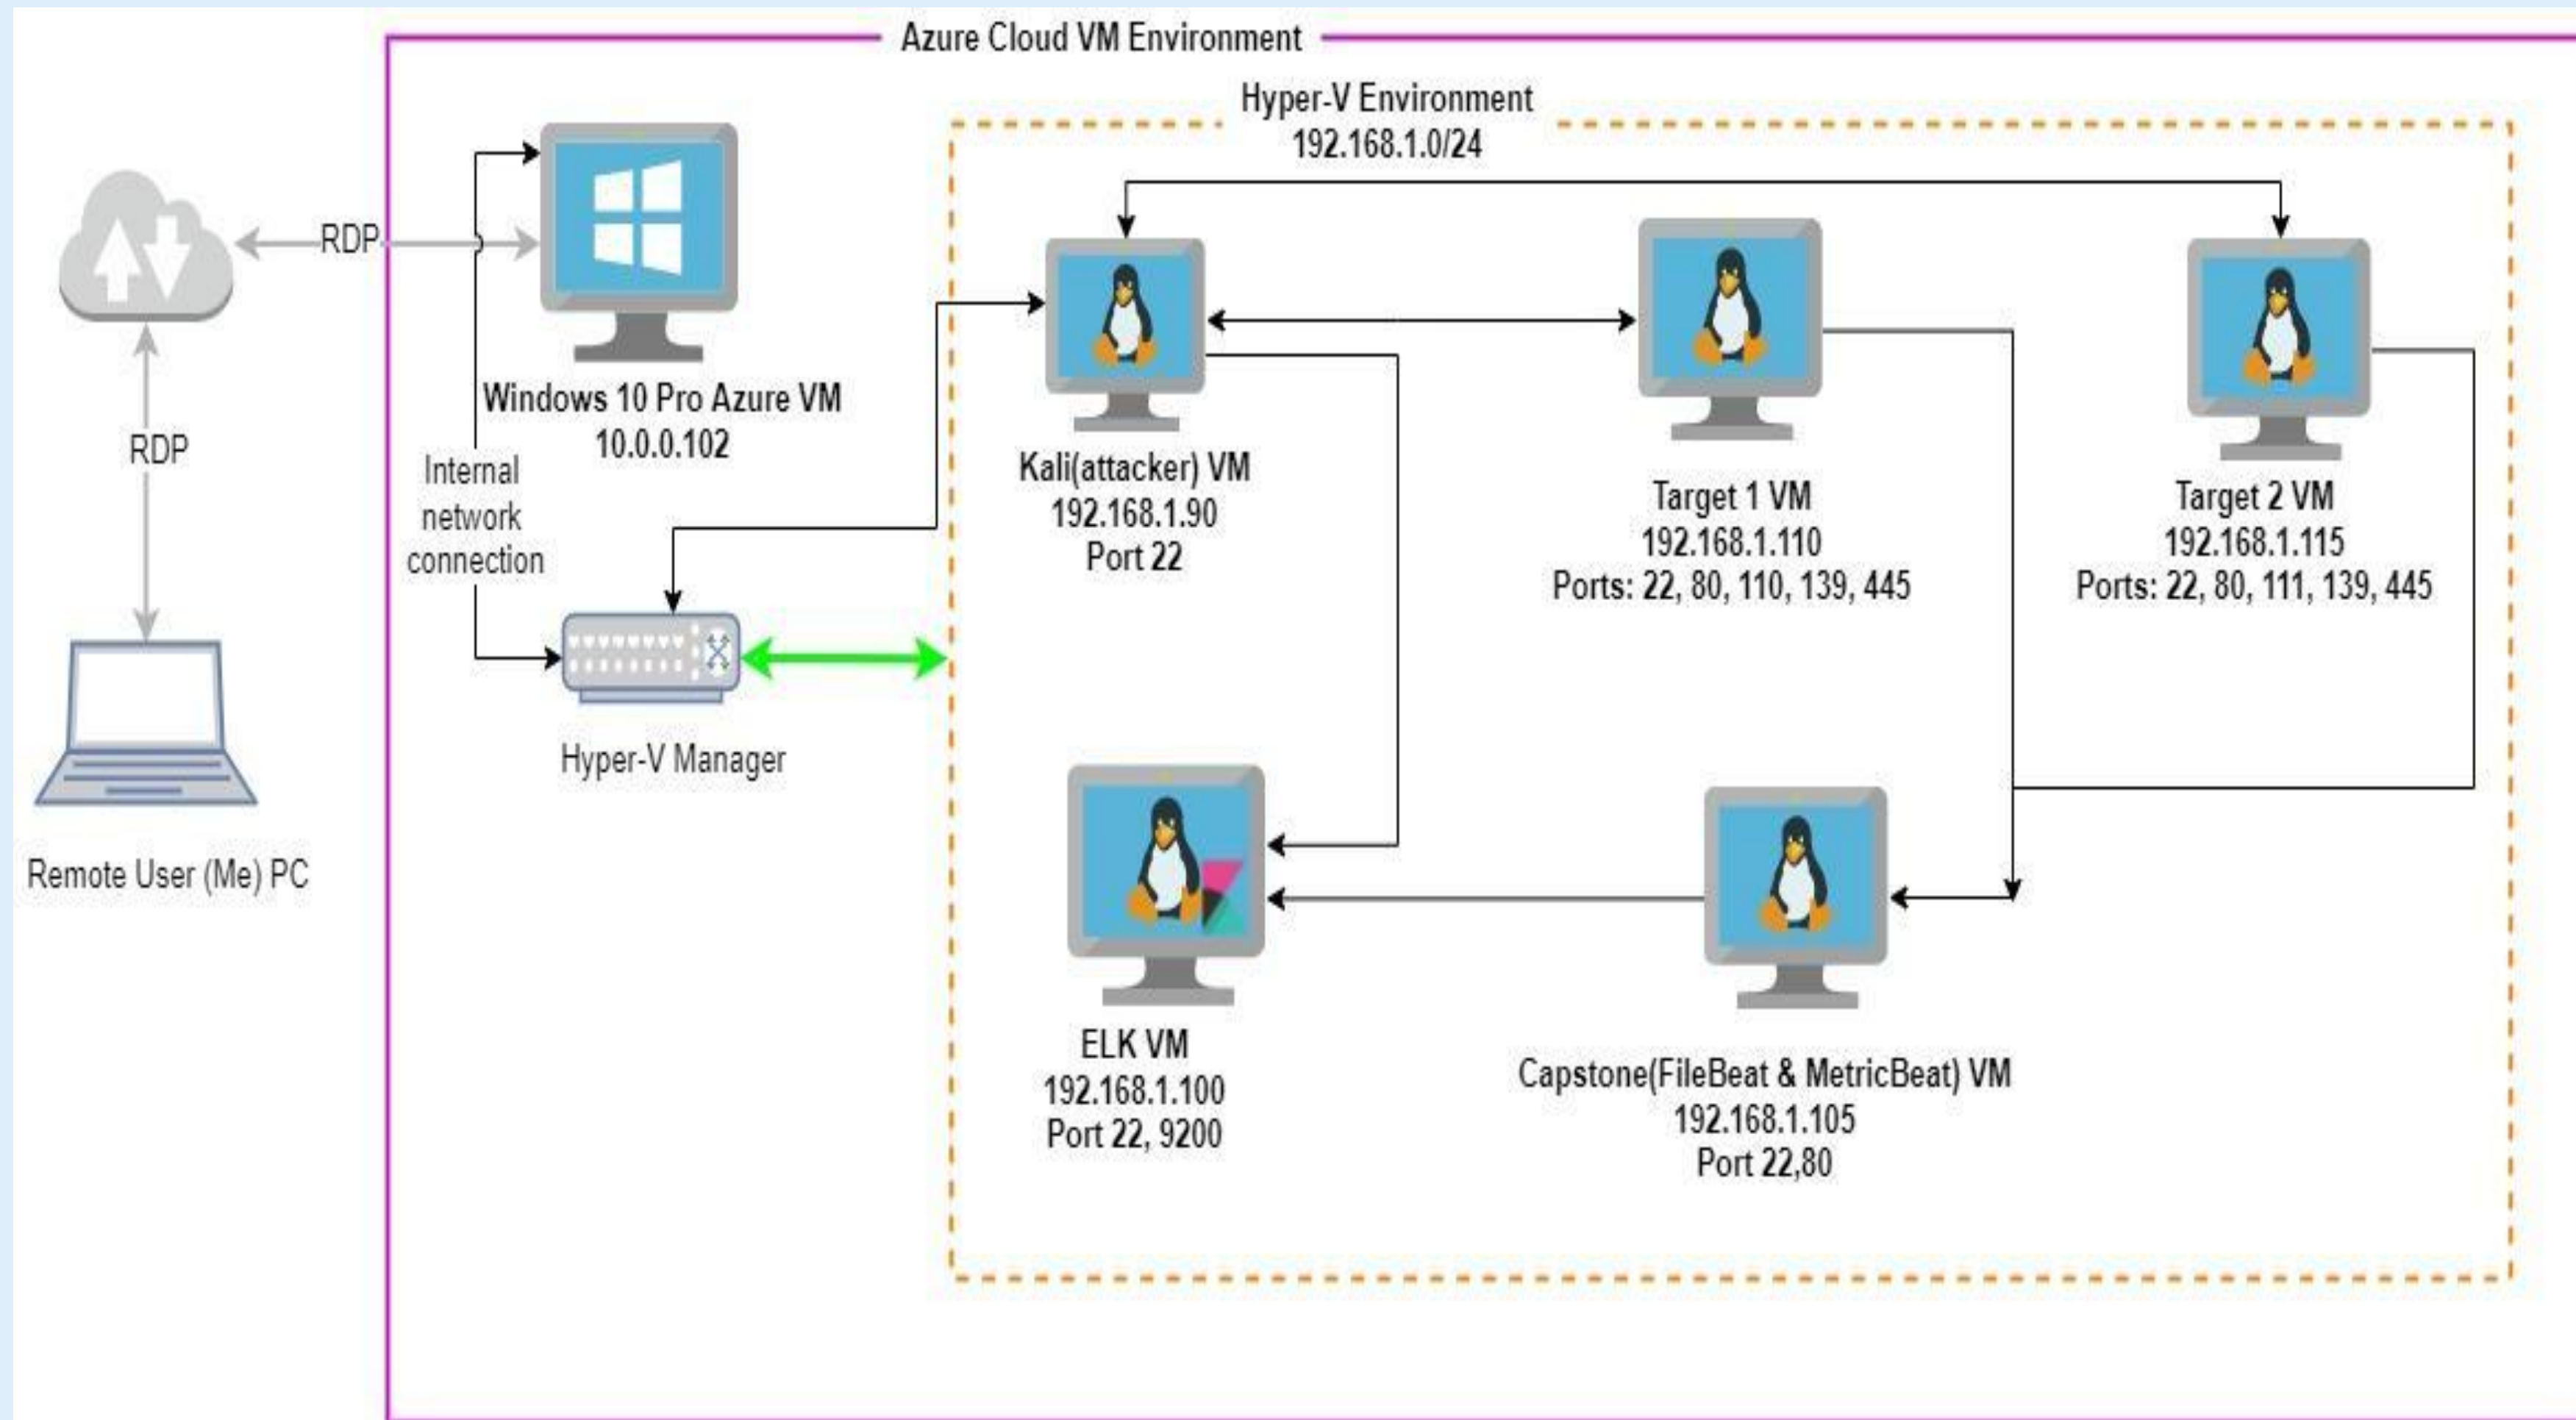 Azure Cloud VM Environment
Hyper-V Environment
192.168.1.0/24
RDP
RDP
Remote User (Me) PC
Windows 10 Pro Azure VM
10.0.0.102
Internal
network
connection
Hyper-V Manager
Kali(attacker) VM
192.168.1.90
Port 22
Target 1 VM
192.168.1.110
Ports: 22, 80, 110, 139, 445
Target 2 VM
192.168.1.115
Ports: 22, 80, 111, 139, 445
ELK VM
192.168.1.100
Port 22, 9200
Capstone(FileBeat & MetricBeat) VM
192.168.1.105
Port 22,80